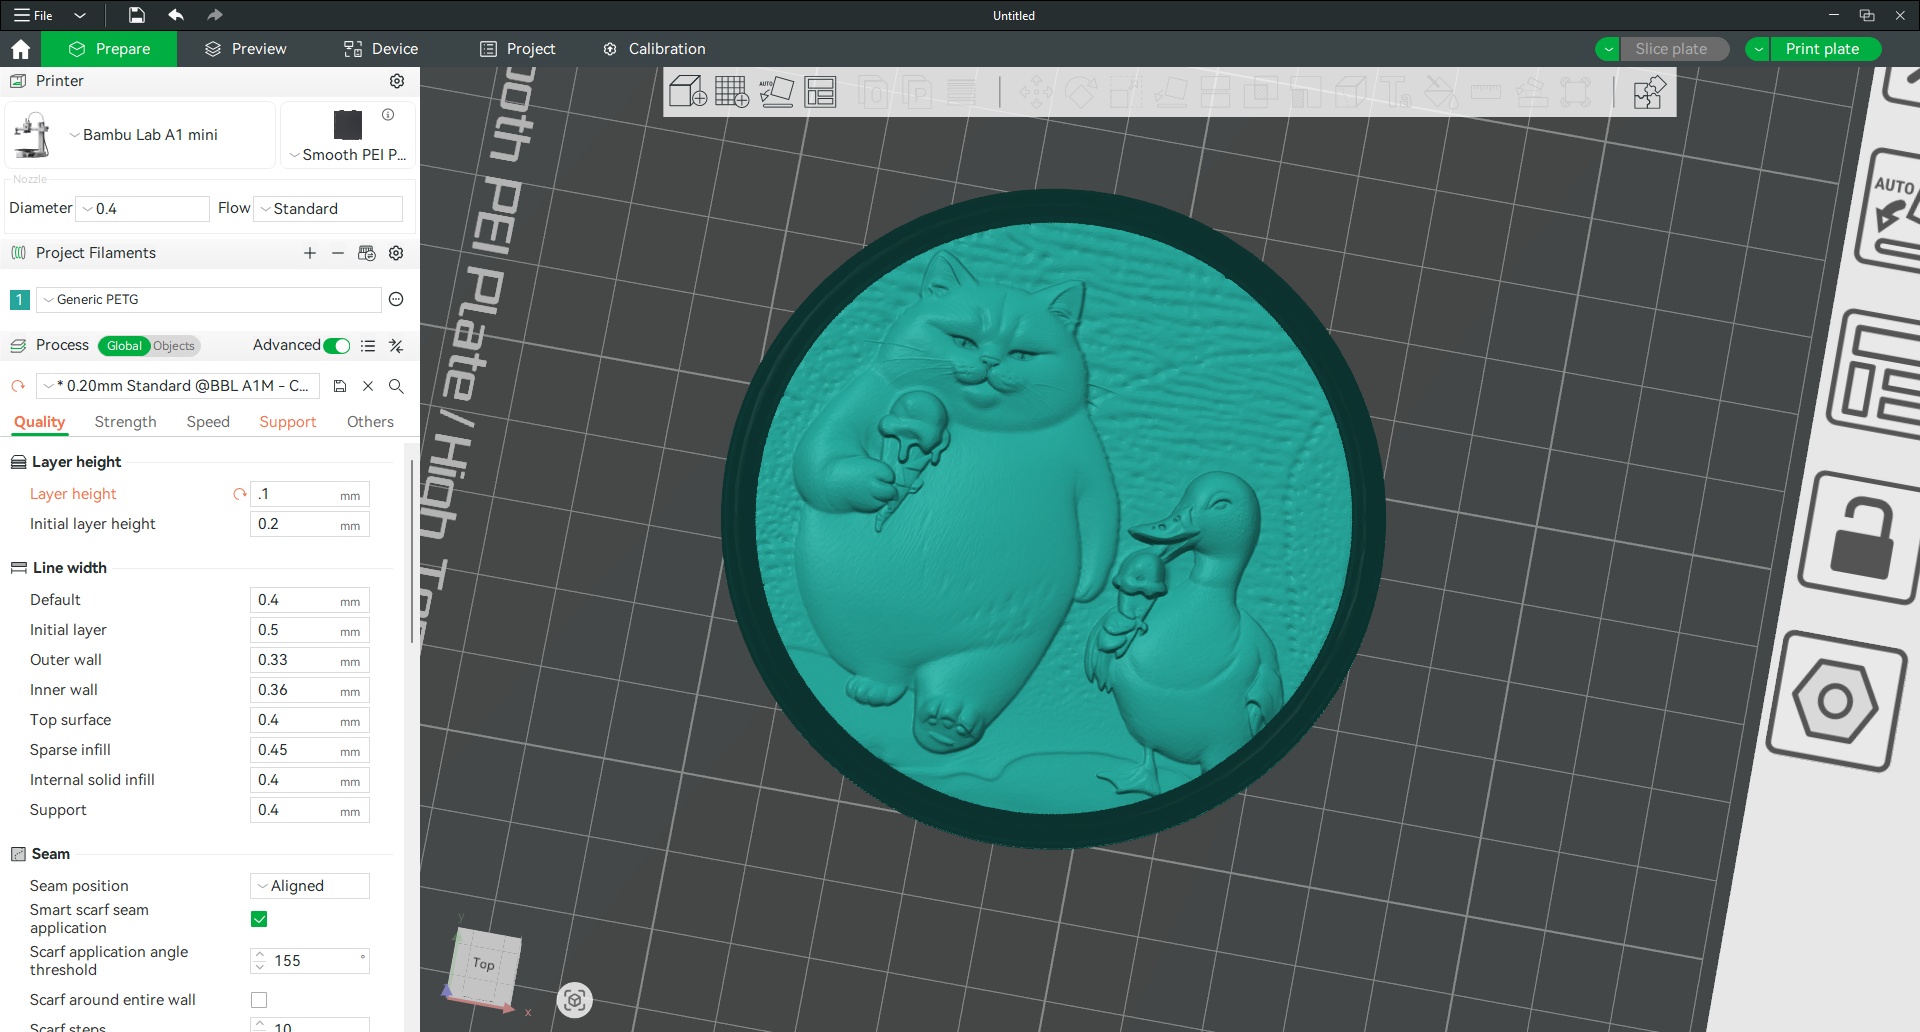 File
Untitled
Prepare
Preview
Device
Project
Calibration
Slice plate
Print plate
Printer
Bambu Lab A1 mini
Smooth PEI P...
Nozzle
Diameter
0.4
Flow
Standard
Project Filaments
1
Generic PETG
Process
Global
Objects
Advanced
* 0.20mm Standard @BBL A1M - C...
Quality
Strength
Speed
Support
Others
Layer height
Layer height
.1
mm
Initial layer height
0.2
mm
Line width
Default
0.4
mm
Initial layer
0.5
mm
Outer wall
0.33
mm
Inner wall
0.36
mm
Top surface
0.4
mm
Sparse infill
0.45
mm
Internal solid infill
0.4
mm
Support
0.4
mm
Seam
Seam position
Aligned
Smart scarf seam
application
Scarf application angle
threshold
155
°
Scarf around entire wall
Scarf steps
10
AUTO
ooth PEI Plate / High Te
AUTO
y
Top
x